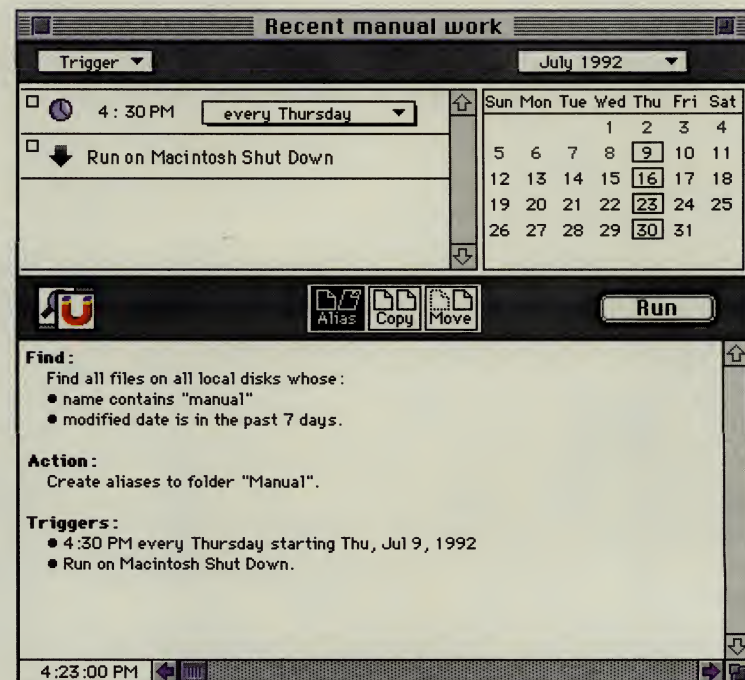 Recent manual work
Trigger
July 1992
4:30 PM every Thursday
Run on Macintosh Shut Down
Sun Mon Tue Wed Thu Fri Sat
1 2 3 4
5 6 7 8 9 10 11
12 13 14 15 16 17 18
19 20 21 22 23 24 25
26 27 28 29 30 31
Alias Copy Move
Run
Find:
Find all files on all local disks whose:
• name contains "manual"
• modified date is in the past 7 days.
Action:
Create aliases to folder "Manual".
Triggers:
• 4:30 PM every Thursday starting Thu, Jul 9, 1992
• Run on Macintosh Shut Down.
4:23:00 PM